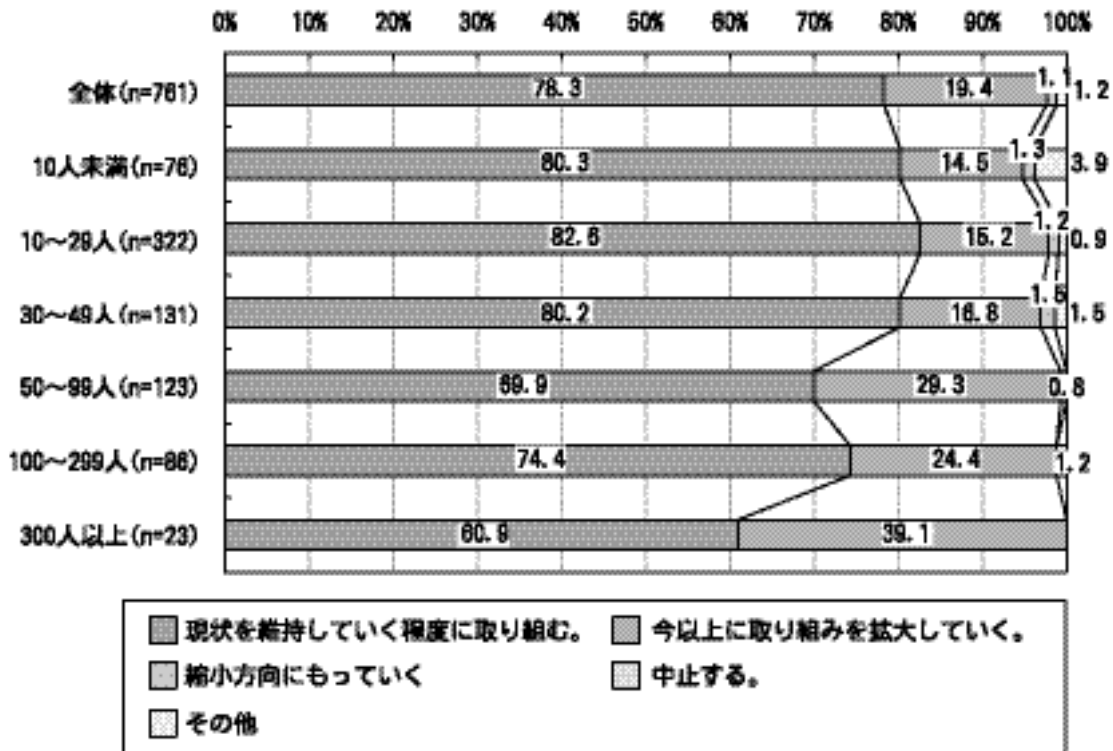 0% 10% 20% 30% 40% 50% 60% 70% 80% 90% 100%
全体(n=761) 78.3 19.4 1.1 1.2
10人未満(n=76) 80.3 14.5 1.3 3.9
10～29人(n=322) 82.6 15.2 1.2 0.9
30～49人(n=131) 80.2 16.8 1.5 1.5
50～99人(n=123) 69.9 29.3 0.8
100～299人(n=86) 74.4 24.4 1.2
300人以上(n=23) 60.9 39.1
現状を維持していく程度に取り組む。 今以上に取り組みを拡大していく。
縮小方向にもっていく 中止する。
その他